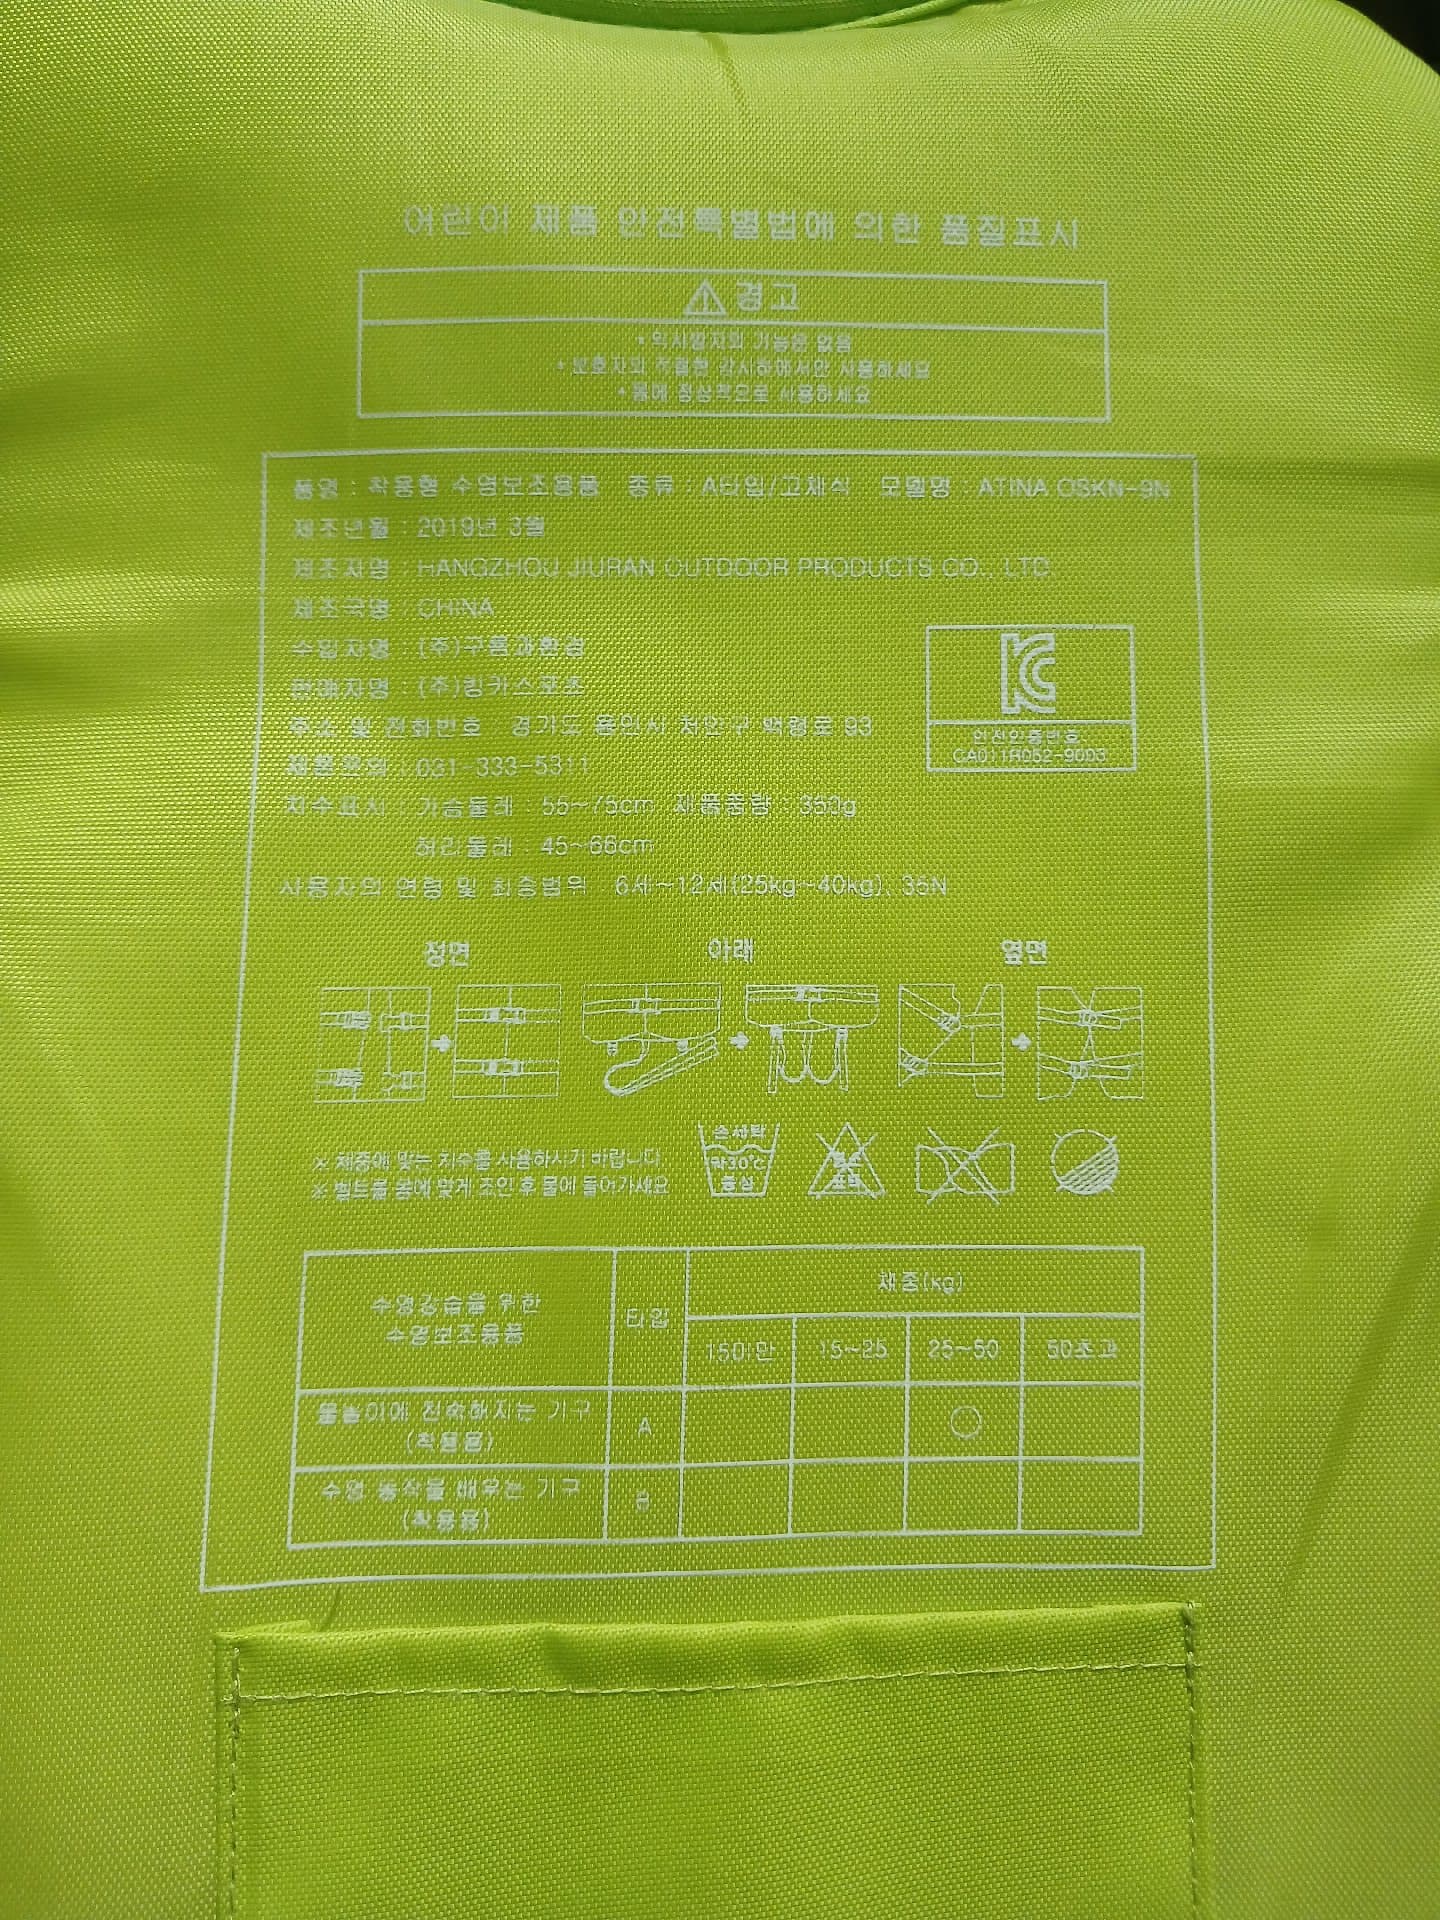 어린이 제품 안전특별법에 의한 품질표시
경고
* 익사방지의 기능은 없음
* 보호자의 적절한 감시하에서만 사용하세요
* 몸에 정상적으로 사용하세요
품명 : 착용형 수영보조용품 종류 : A타입/고체식 모델명 : ATINA OSKN-9N
제조년월 : 2019년 3월
제조자명 : HANGZHOU JIURAN OUTDOOR PRODUCTS CO., LTD.
제조국명 : CHINA
수입자명 : (주)구름과환경
판매자명 : (주)킹카스포츠
주소 및 전화번호 : 경기도 용인시 처인구 백령로 93
제품문의 : 031-333-5311
안전인증번호
CA011R052-9003
치수표시 : 가슴둘레 : 55~75cm 제품중량 : 350g
허리둘레 : 45~66cm
사용자의 연령 및 최종범위 6세~12세(25kg~40kg), 35N
정면 아래 옆면
※ 체중에 맞는 치수를 사용하시기 바랍니다
※ 벨트를 몸에 맞게 조인 후 물에 들어가세요
손세탁
약30℃
중성
수영강습을 위한
수영보조용품
타입
체중(kg)
15미만 15~25 25~50 50초과
물놀이에 친숙해지는 기구
(착용용)
A ○
수영 동작을 배우는 기구
(착용용)
B